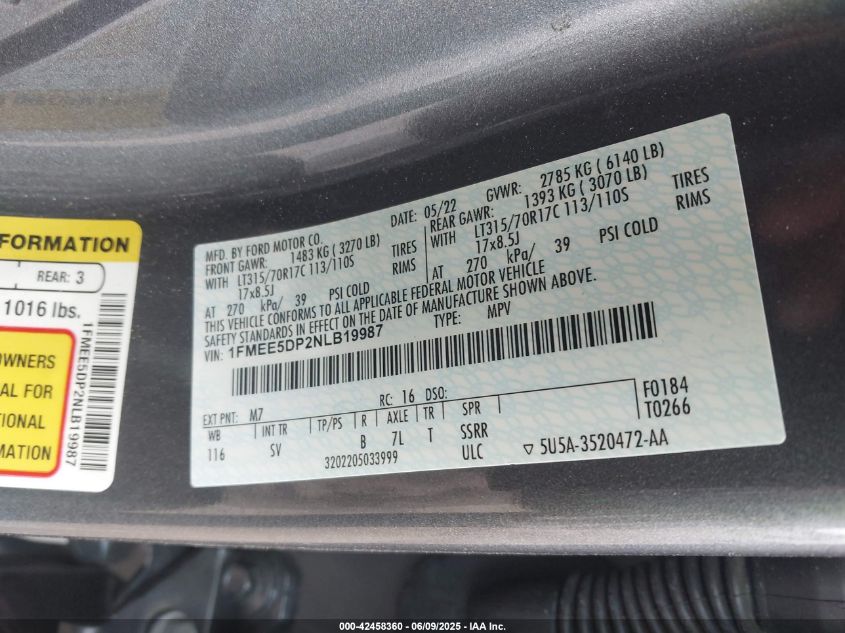 FORMATION
REAR: 3
1016 lbs.
OWNERS
AL FOR
TIONAL
MATION
1FMEE5DP2NLB19987
MFD. BY FORD MOTOR CO.
DATE: 05/22 GVWR: 2785 KG ( 6140 LB)
FRONT GAWR: 1483 KG ( 3270 LB)
REAR GAWR: 1393 KG ( 3070 LB)
WITH LT315/70R17C 113/110S TIRES
WITH LT315/70R17C 113/110S TIRES
17x8.5J RIMS
17x8.5J RIMS
AT 270 kPa/ 39 PSI COLD
AT 270 kPa/ 39 PSI COLD
THIS VEHICLE CONFORMS TO ALL APPLICABLE FEDERAL MOTOR VEHICLE
SAFETY STANDARDS IN EFFECT ON THE DATE OF MANUFACTURE SHOWN ABOVE.
VIN: 1FMEE5DP2NLB19987
TYPE: MPV
EXT PNT: M7 RC: 16 DSO: F0184
WB INT TR TP/PS R AXLE TR SPR T0266
116 SV B 7L T SSRR
3202205033999 ULC ▽ 5U5A-3520472-AA
000-42458360 - 06/09/2025 - IAA Inc.